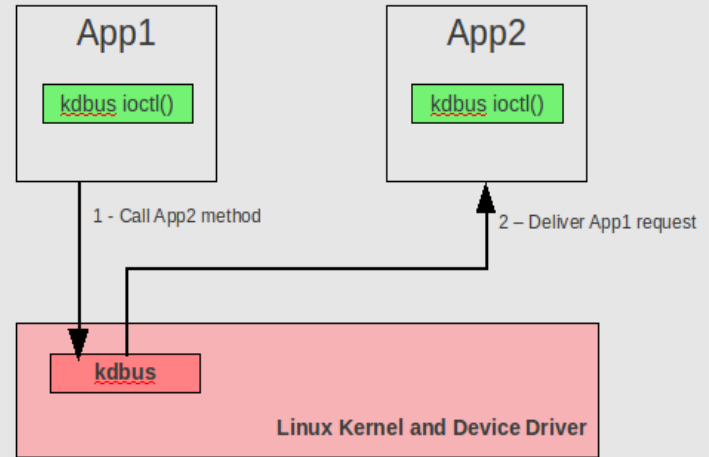 App1
App2
kdbus ioctl()
kdbus ioctl()
1 - Call App2 method
2 – Deliver App1 request
kdbus
Linux Kernel and Device Driver